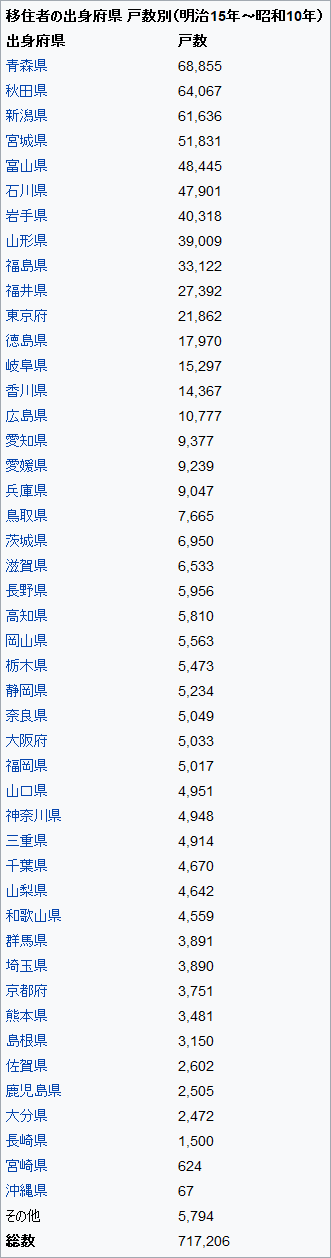 移住者の出身府県 戸数別（明治15年～昭和10年）
出身府県 戸数
青森県 68,855
秋田県 64,067
新潟県 61,636
宮城県 51,831
富山県 48,445
石川県 47,901
岩手県 40,318
山形県 39,009
福島県 33,122
福井県 27,392
東京府 21,862
徳島県 17,970
岐阜県 15,297
香川県 14,367
広島県 10,777
愛知県 9,377
愛媛県 9,239
兵庫県 9,047
鳥取県 7,665
茨城県 6,950
滋賀県 6,533
長野県 5,956
高知県 5,810
岡山県 5,563
栃木県 5,473
静岡県 5,234
奈良県 5,049
大阪府 5,033
福岡県 5,017
山口県 4,951
神奈川県 4,948
三重県 4,914
千葉県 4,670
山梨県 4,642
和歌山県 4,559
群馬県 3,891
埼玉県 3,890
京都府 3,751
熊本県 3,481
島根県 3,150
佐賀県 2,602
鹿児島県 2,505
大分県 2,472
長崎県 1,500
宮崎県 624
沖縄県 67
その他 5,794
総数 717,206